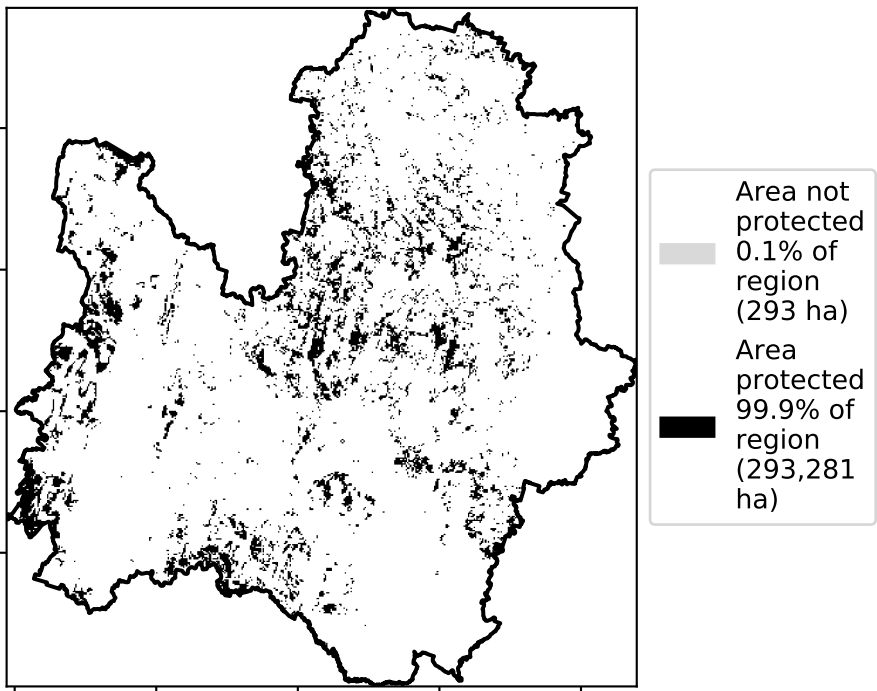 Area not
protected
0.1% of
region
(293 ha)
Area
protected
99.9% of
region
(293,281
ha)